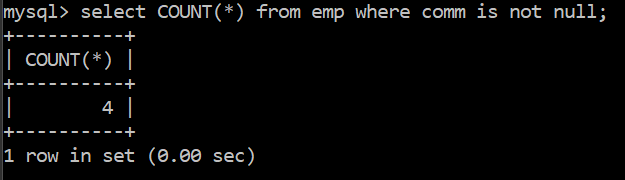 mysql> select COUNT(*) from emp where comm is not null;
+----------+
| COUNT(*) |
+----------+
|        4 |
+----------+
1 row in set (0.00 sec)